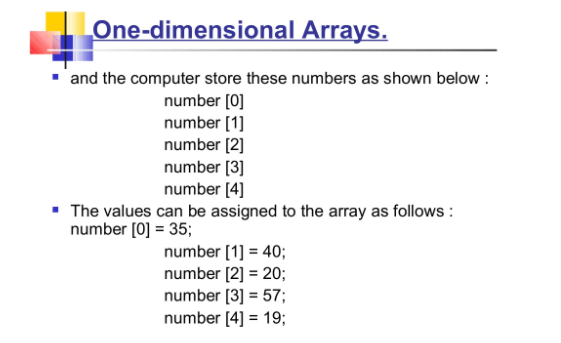 One-dimensional Arrays.
and the computer store these numbers as shown below :
number [0]
number [1]
number [2]
number [3]
number [4]
The values can be assigned to the array as follows :
number [0] = 35;
number [1] = 40;
number [2] = 20;
number [3] = 57;
number [4] = 19;